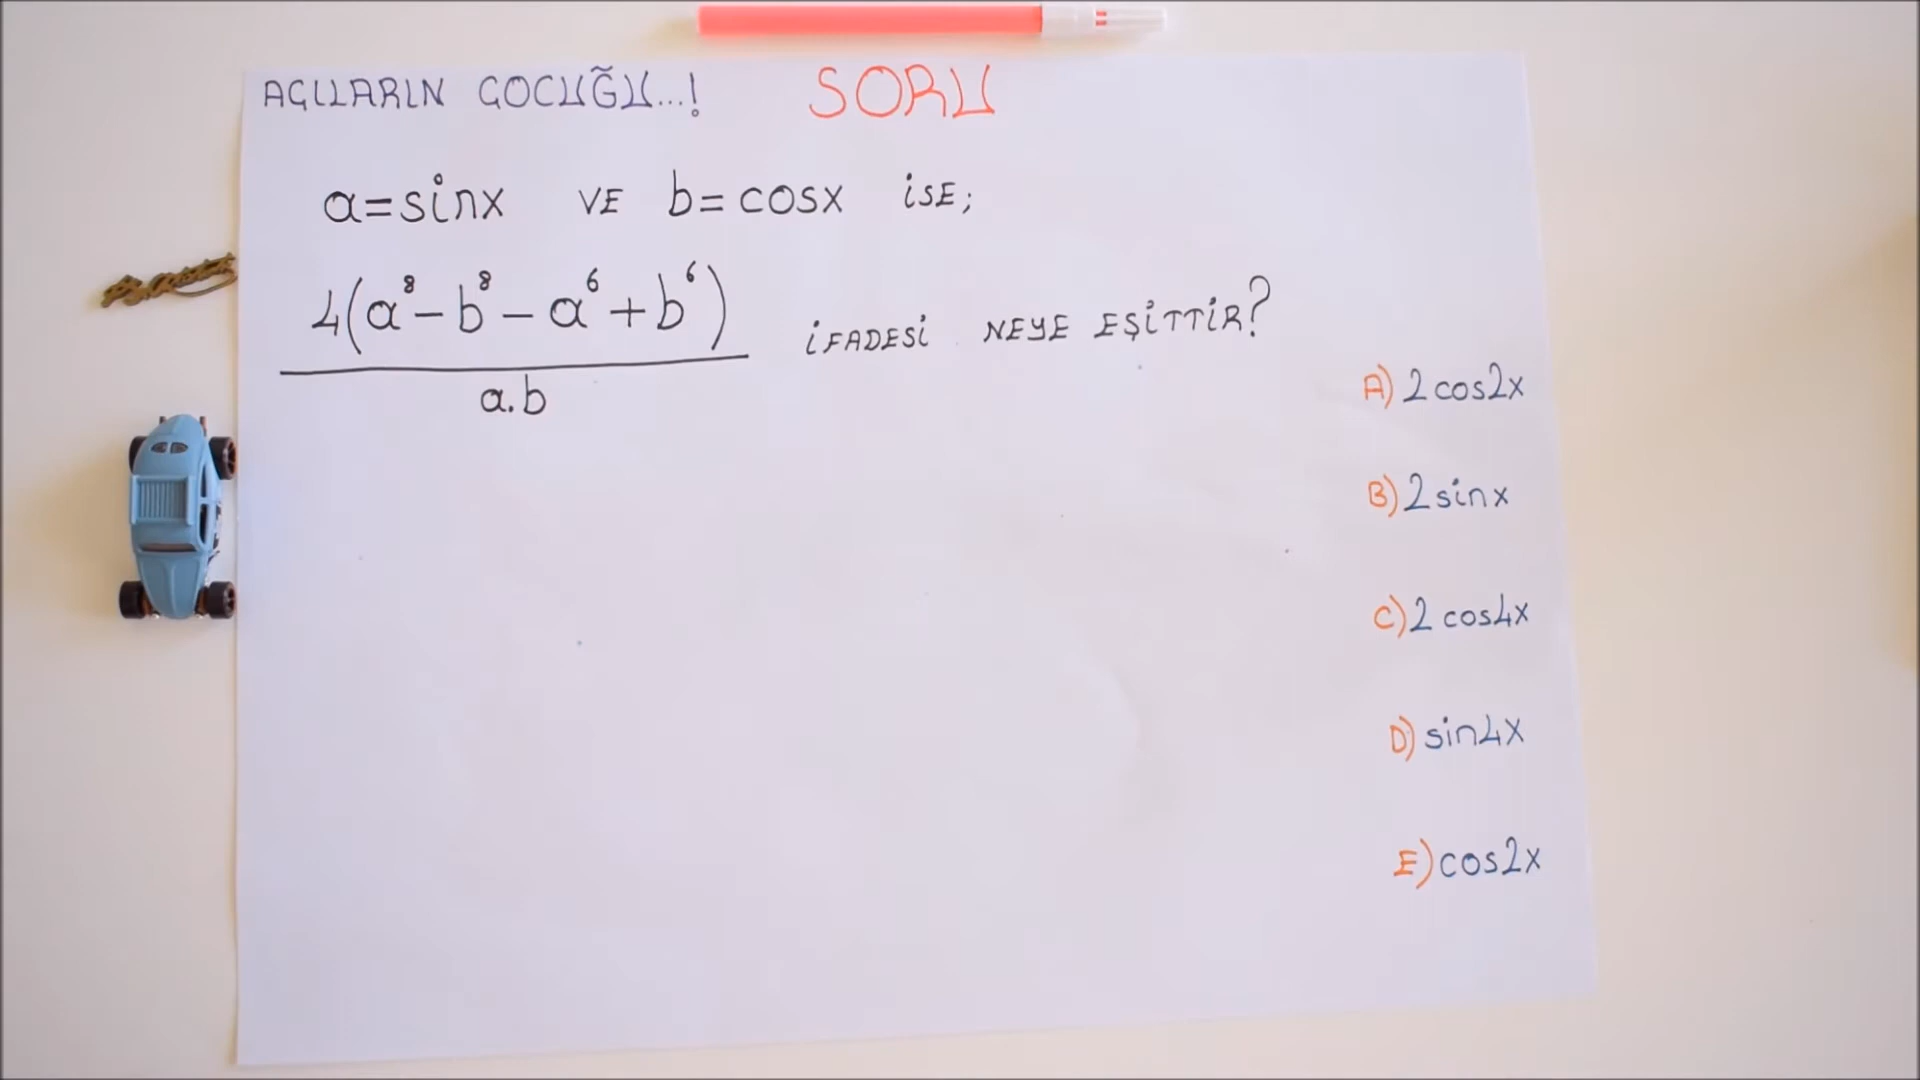 AÇILARIN ÇOCUĞU...! SORU
a=sinx VE b=cosx İSE;
4(a⁸-b⁸-a⁶+b⁶)
a.b
İFADESİ NEYE EŞİTTİR?
A) 2cos2x
B) 2sinx
C) 2cos4x
D) sin4x
E) cos2x